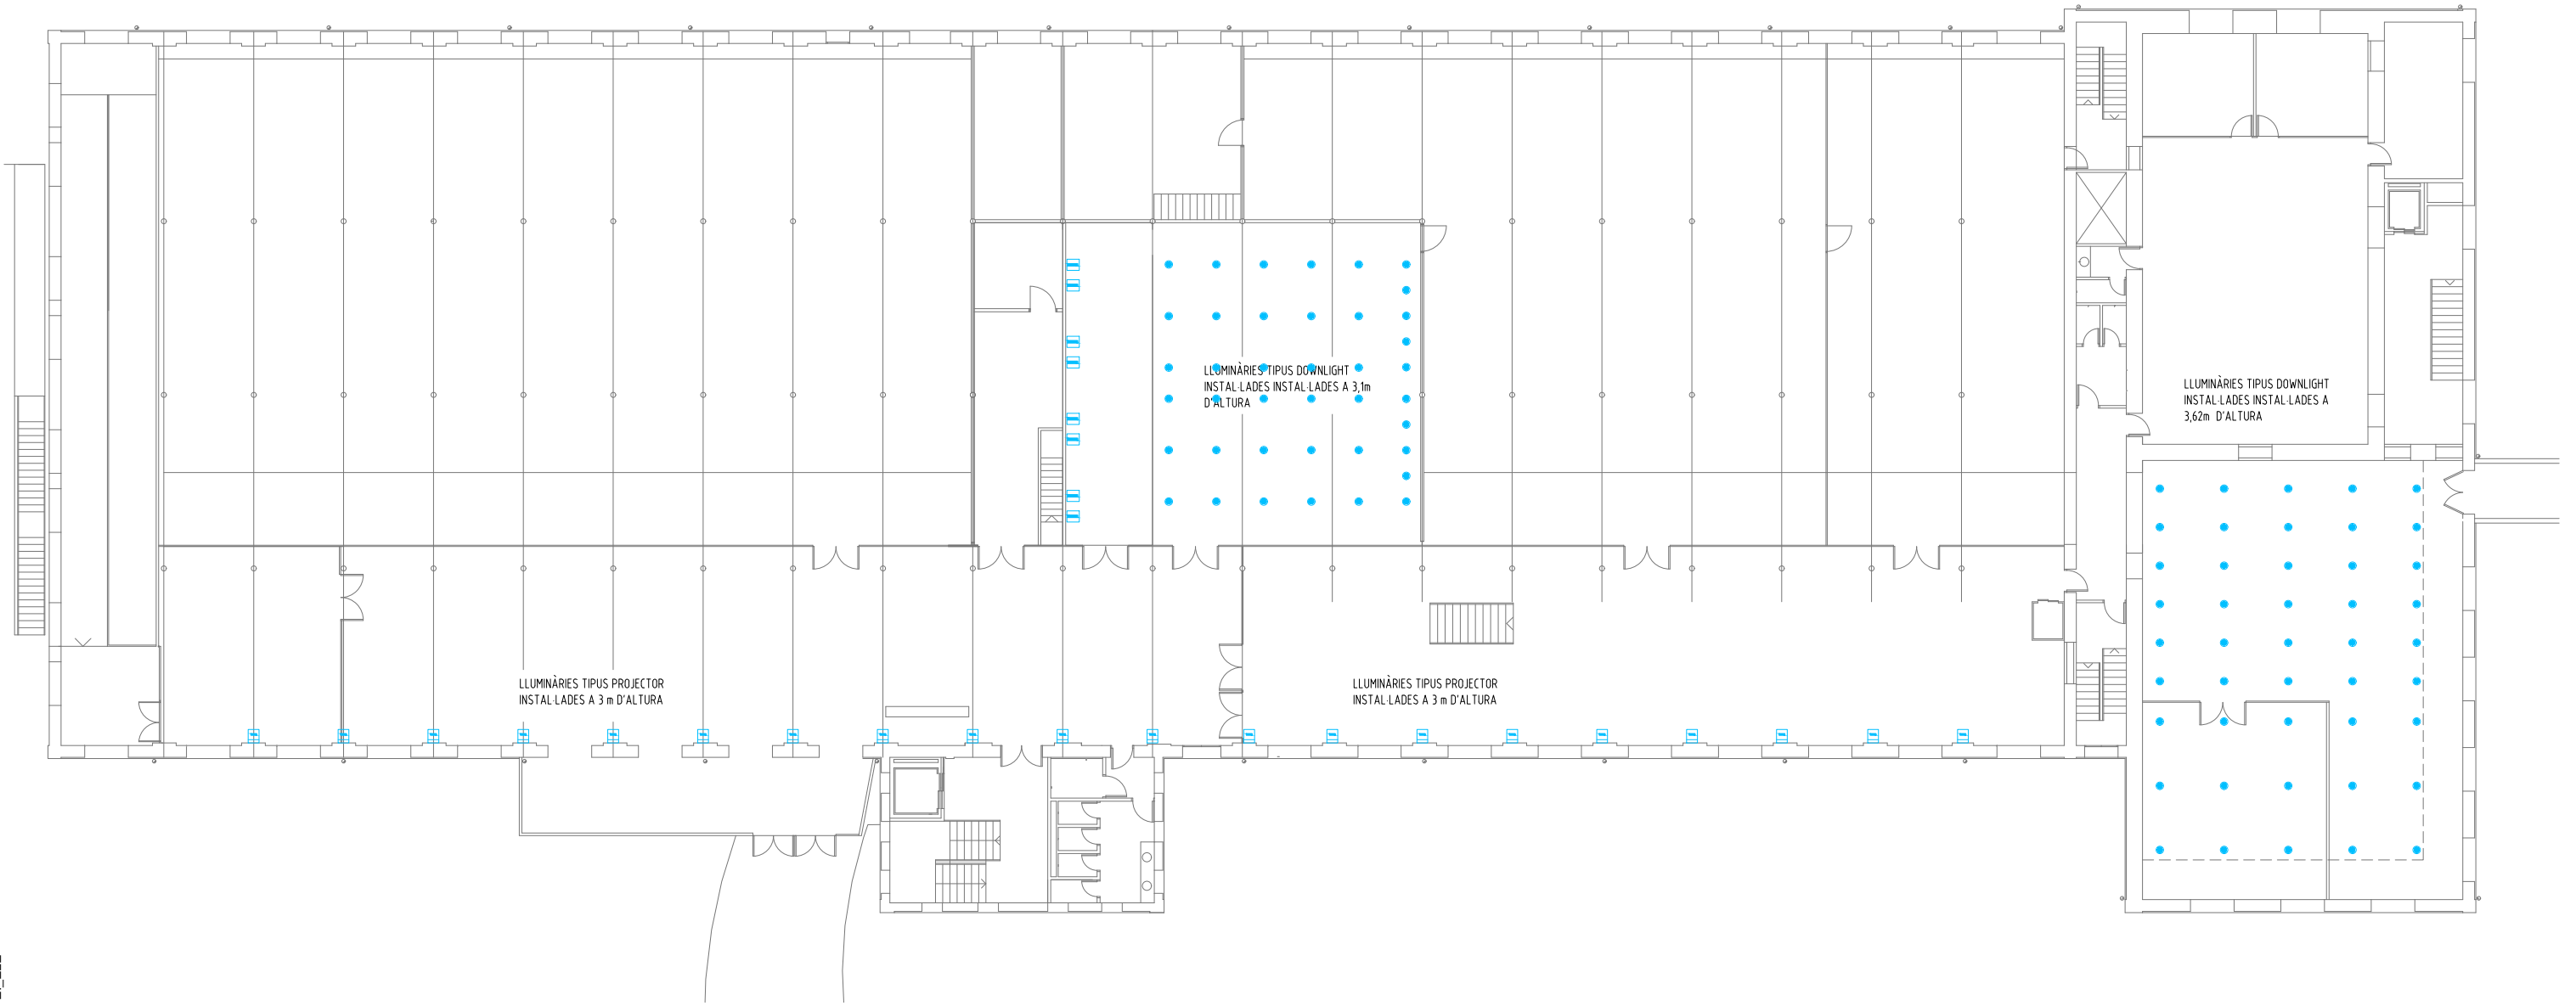 LLUMINÀRIES TIPUS DOWNLIGHT
INSTAL·LADES INSTAL·LADES A 3,1m
D'ALTURA
LLUMINÀRIES TIPUS DOWNLIGHT
INSTAL·LADES INSTAL·LADES A
3,62m D'ALTURA
LLUMINÀRIES TIPUS PROJECTOR
INSTAL·LADES A 3 m D'ALTURA
LLUMINÀRIES TIPUS PROJECTOR
INSTAL·LADES A 3 m D'ALTURA